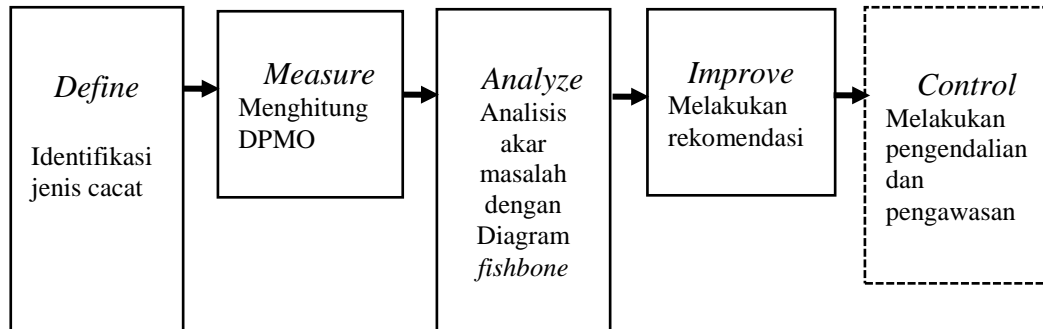 Define
Identifikasi
jenis cacat
Measure
Menghitung
DPMO
Analyze
Analisis
akar
masalah
dengan
Diagram
fishbone
Improve
Melakukan
rekomendasi
Control
Melakukan
pengendalian
dan
pengawasan